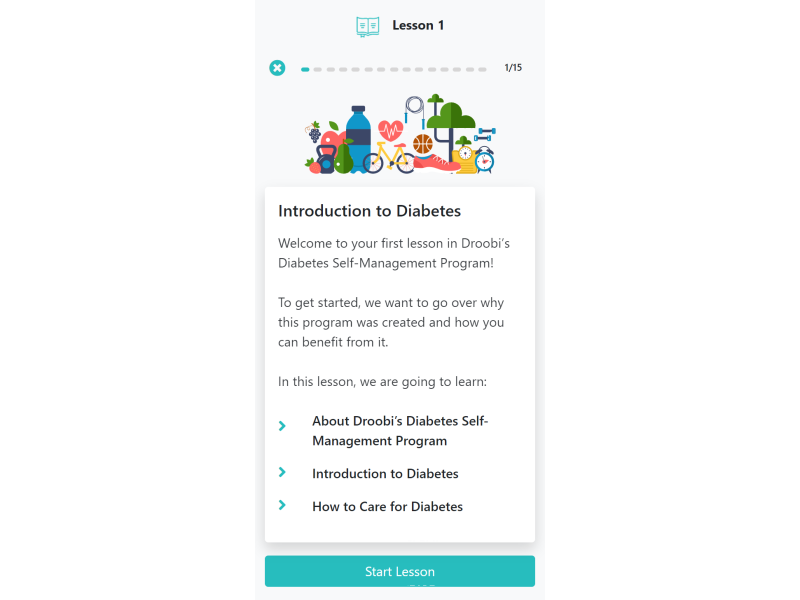 Lesson 1
1/15
Introduction to Diabetes
Welcome to your first lesson in Droobi’s
Diabetes Self-Management Program!
To get started, we want to go over why
this program was created and how you
can benefit from it.
In this lesson, we are going to learn:
About Droobi’s Diabetes Self-
Management Program
Introduction to Diabetes
How to Care for Diabetes
Start Lesson